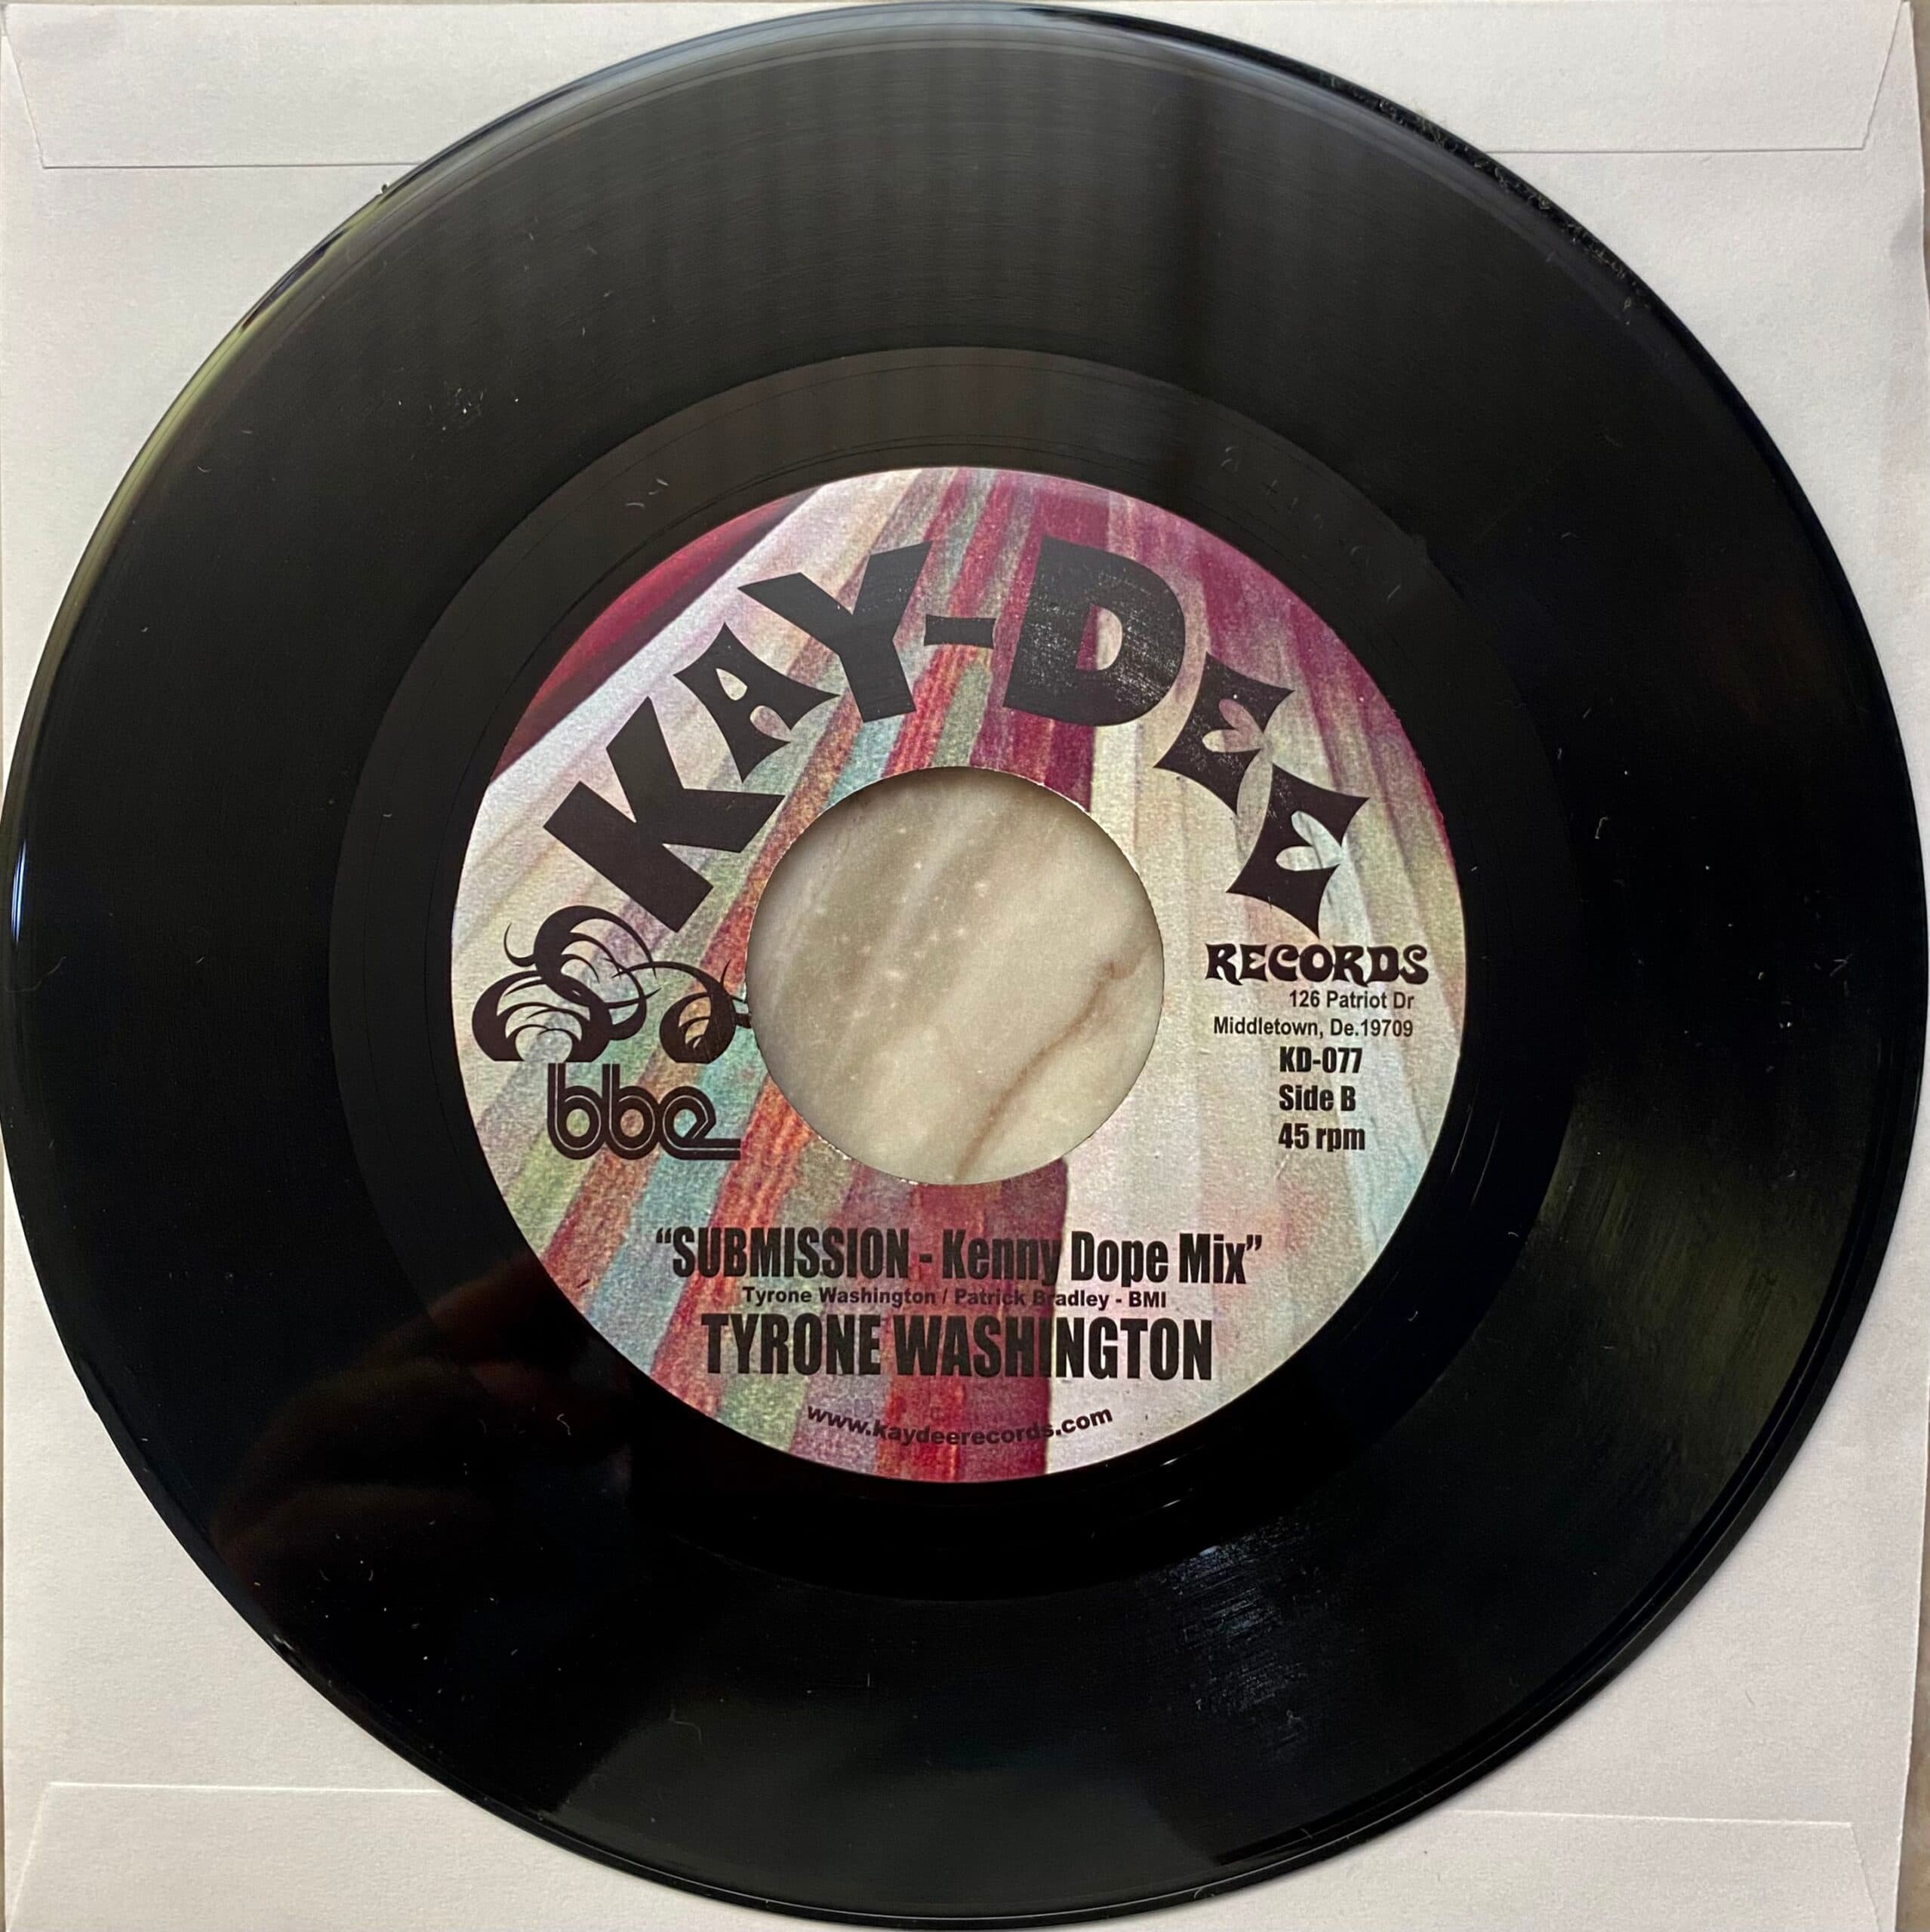 KAY-DEE
RECORDS
126 Patriot Dr
Middletown, De.19709
KD-077
Side B
45 rpm
bbe
“SUBMISSION - Kenny Dope Mix”
Tyrone Washington / Patrick Bradley - BMI
TYRONE WASHINGTON
www.kaydeerecords.com